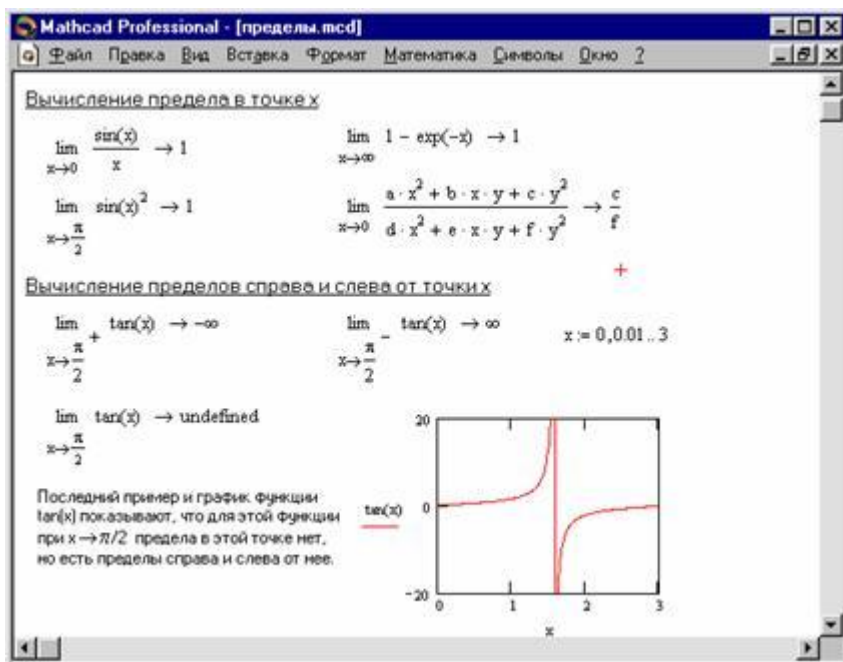 Mathcad Professional - [пределы.mcd]
Файл Правка Вид Вставка Формат Математика Символы Окно ?
Вычисление предела в точке x
lim x→0 sin(x)/x → 1
lim x→∞ 1 − exp(−x) → 1
lim x→π/2 sin(x)² → 1
lim x→0 (a·x² + b·x·y + c·y²)/(d·x² + e·x·y + f·y²) → c/f
Вычисление пределов справа и слева от точки x
lim x→π/2 + tan(x) → −∞
lim x→π/2 − tan(x) → ∞
x := 0,0.01 .. 3
lim x→π/2 tan(x) → undefined
Последний пример и график функции
tan(x) показывают, что для этой функции
при x→π/2 предела в этой точке нет,
но есть пределы справа и слева от нее.
20
tan(x)
0
−20
0 1 2 3
x